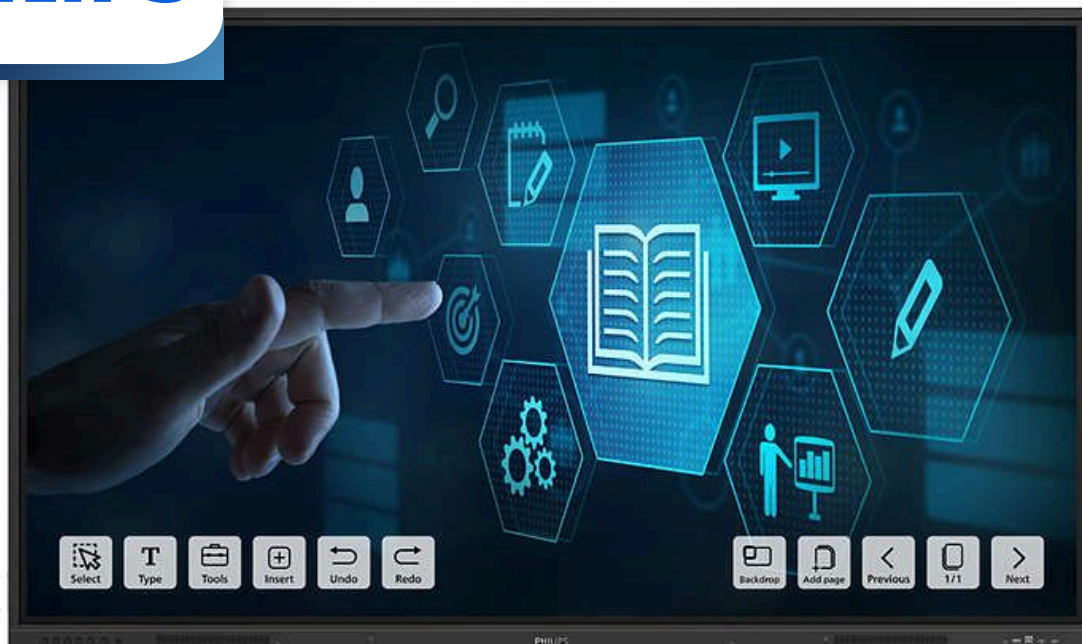 Select
Type
Tools
Insert
Undo
Redo
Backdrop
Add page
Previous
1/1
Next
PHILIPS